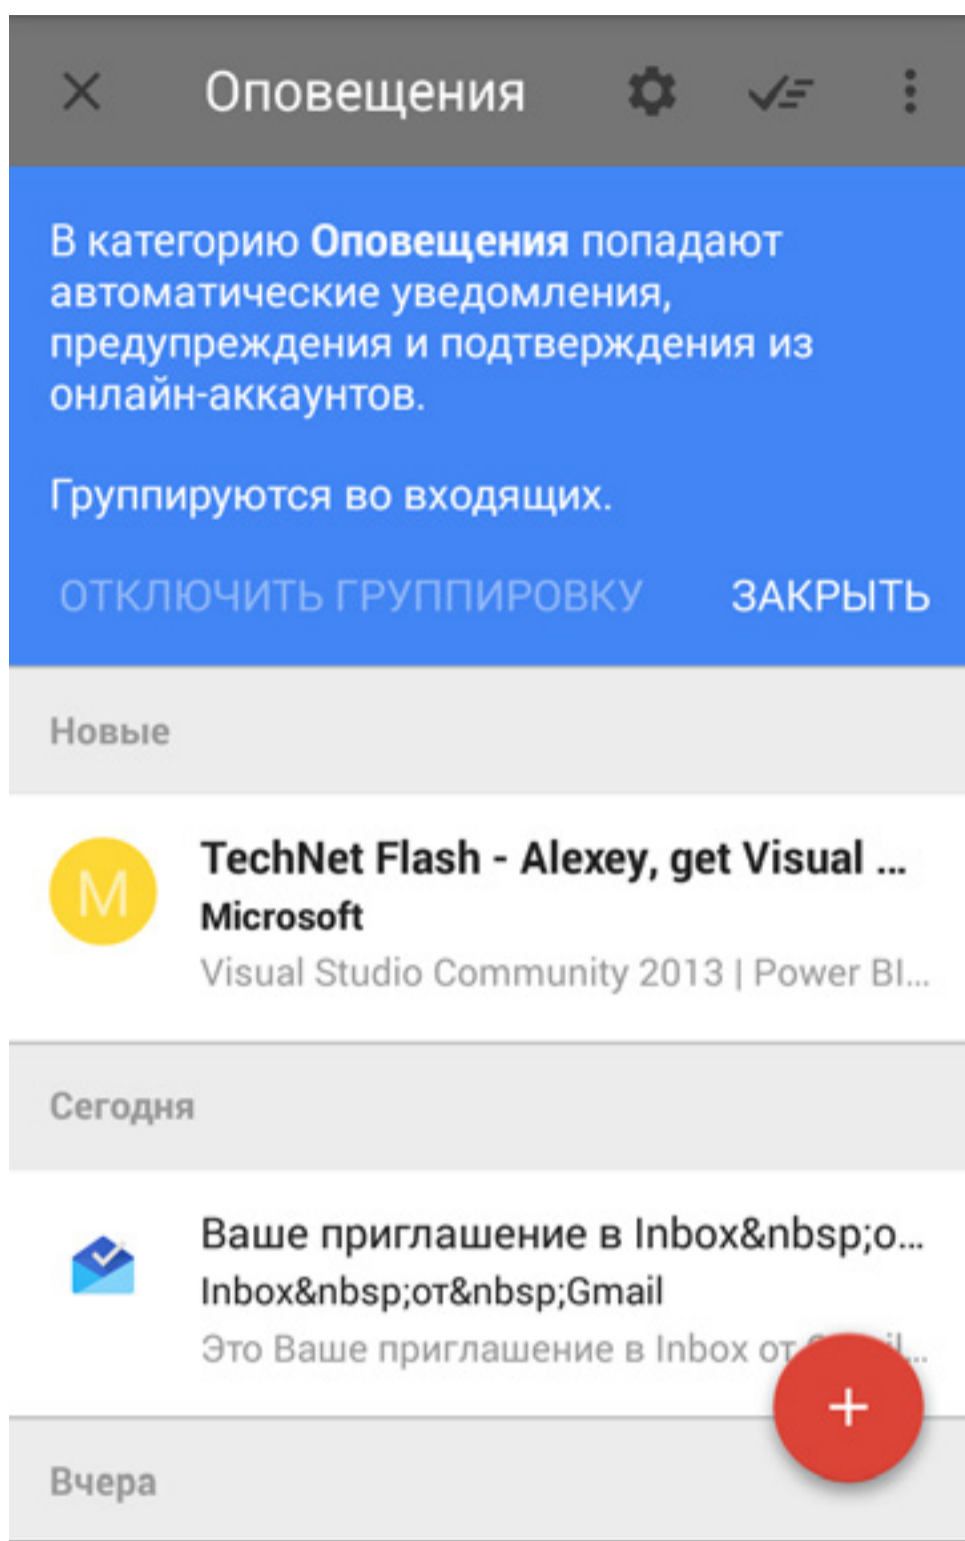 Оповещения
В категорию Оповещения попадают
автоматические уведомления,
предупреждения и подтверждения из
онлайн-аккаунтов.
Группируются во входящих.
ОТКЛЮЧИТЬ ГРУППИРОВКУ ЗАКРЫТЬ
Новые
M
TechNet Flash - Alexey, get Visual ...
Microsoft
Visual Studio Community 2013 | Power BI...
Сегодня
Ваше приглашение в Inbox&nbsp;о...
Inbox&nbsp;от&nbsp;Gmail
Это Ваше приглашение в Inbox от
Вчера